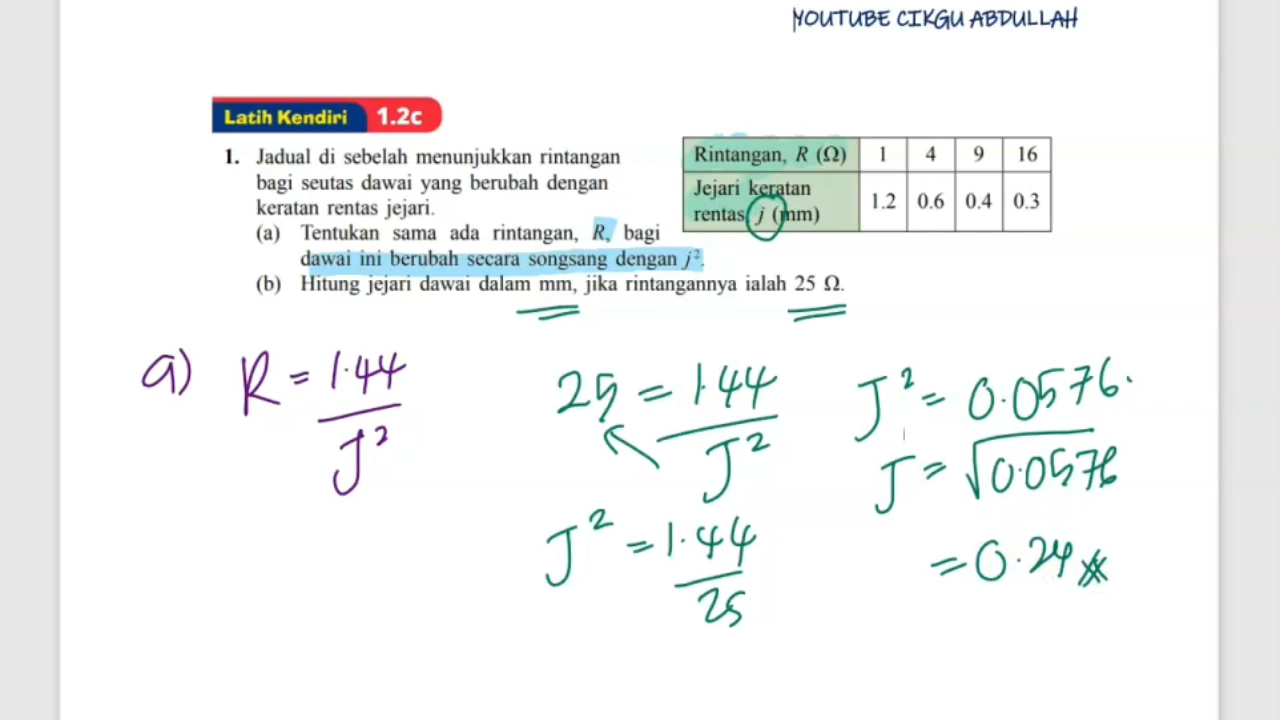 YOUTUBE CIKGU ABDULLAH
Latih Kendiri 1.2c
1. Jadual di sebelah menunjukkan rintangan
bagi seutas dawai yang berubah dengan
keratan rentas jejari.
(a) Tentukan sama ada rintangan, R, bagi
dawai ini berubah secara songsang dengan j².
(b) Hitung jejari dawai dalam mm, jika rintangannya ialah 25 Ω.
Rintangan, R (Ω) 1 4 9 16
Jejari keratan
rentas, j (mm) 1.2 0.6 0.4 0.3
a) R = 1.44
J²
25 = 1.44
J²
J² = 1.44
25
J² = 0.0576.
J = √0.0576
= 0.24